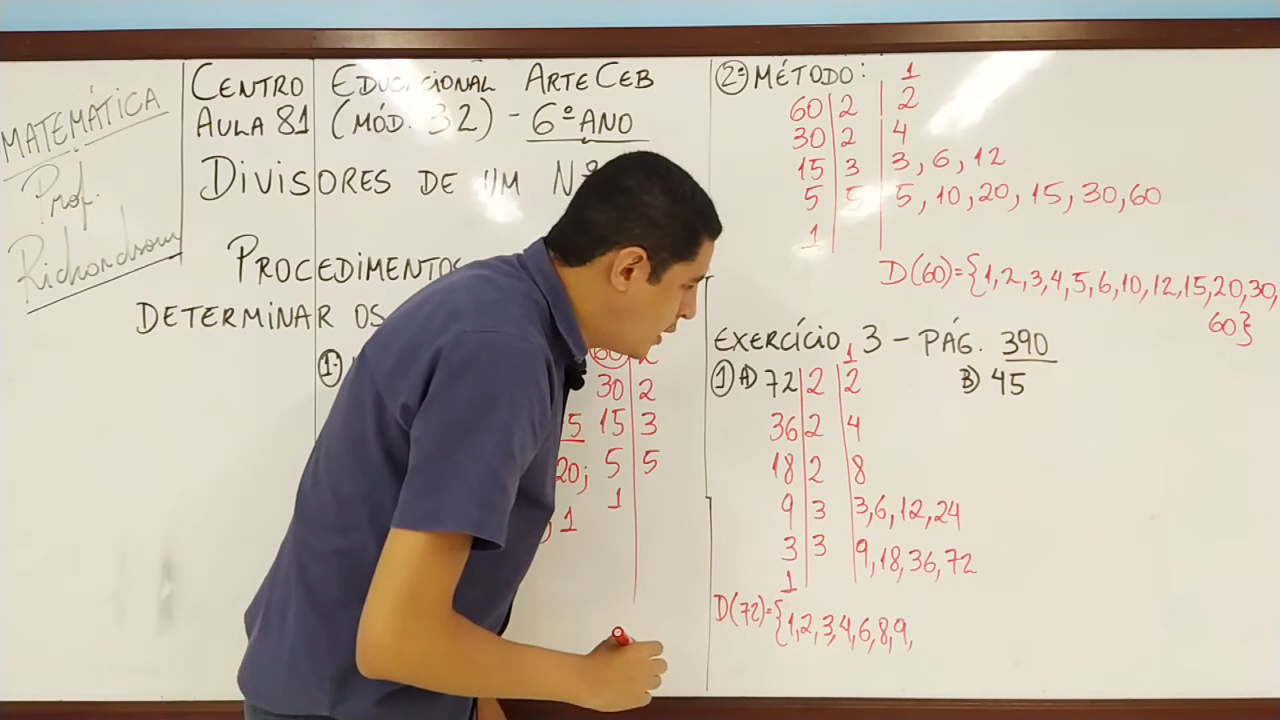 MATEMÁTICA
Prof.
Richardson
CENTRO EDUCACIONAL ARTECEB
AULA 81 (MÓD. 32) - 6º ANO
DIVISORES DE UM Nº
PROCEDIMENTOS
DETERMINAR OS
1º
60 2
30 2
5 15 3
20; 5 5
1
, 1
2º MÉTODO:
1
60 2 2
30 2 4
15 3 3, 6, 12
5 5 5, 10, 20, 15, 30, 60
1
D(60)={1,2,3,4,5,6,10,12,15,20,30,
60}
EXERCÍCIO 3 - PÁG. 390
1
1 A) 72 2 2 B) 45
36 2 4
18 2 8
9 3 3,6,12,24
3 3 9,18,36,72
1
D(72)={1,2,3,4,6,8,9,